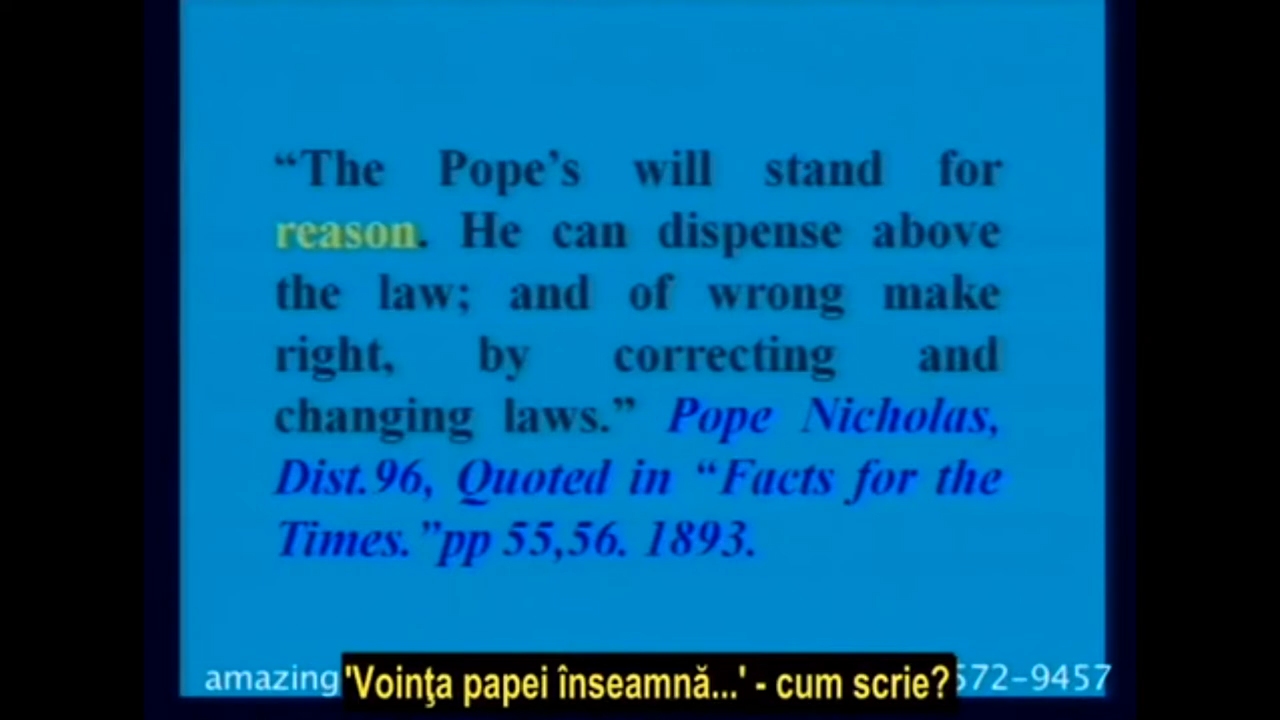 “The Pope’s will stand for
reason. He can dispense above
the law; and of wrong make
right, by correcting and
changing laws.” Pope Nicholas,
Dist.96, Quoted in “Facts for the
Times.”pp 55,56. 1893.
amazing 572-9457
'Voinţa papei înseamnă...' - cum scrie?